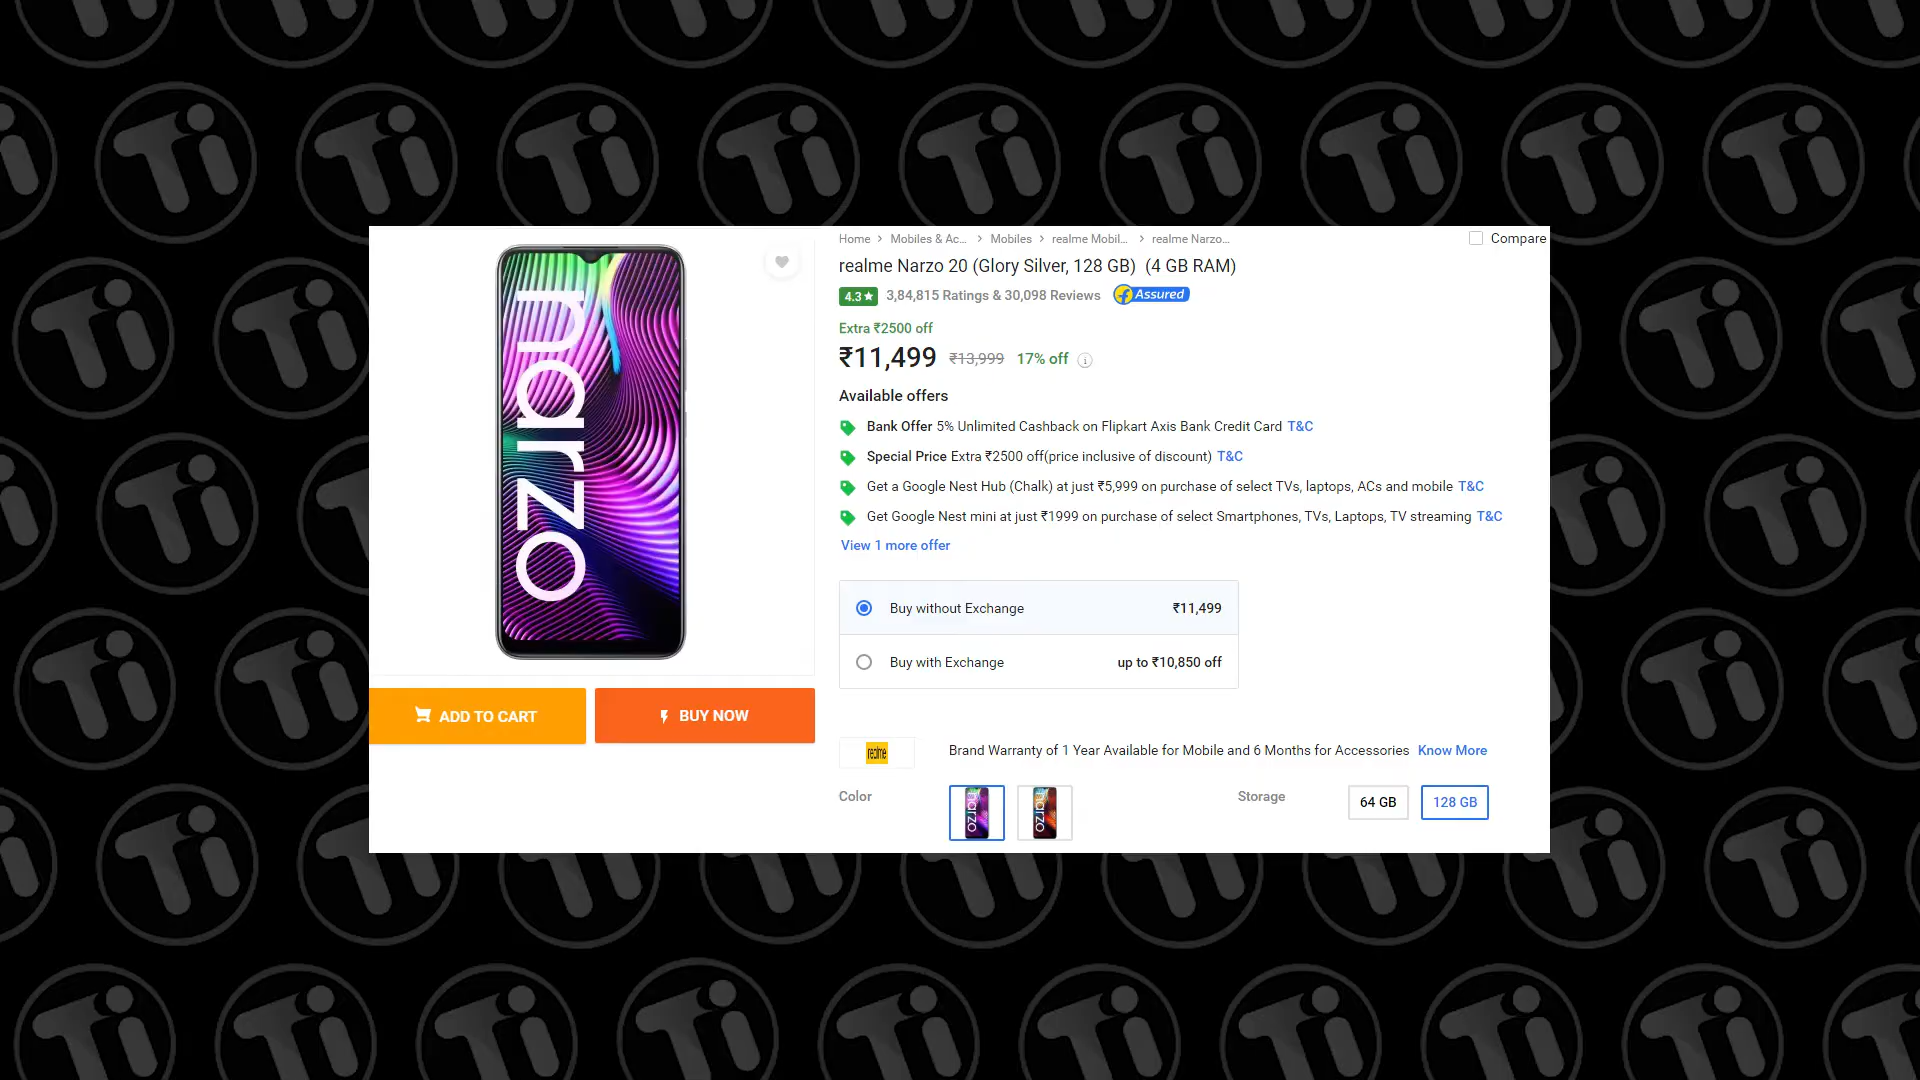 Home > Mobiles & Ac... > Mobiles > realme Mobil... > realme Narzo...
Compare
realme Narzo 20 (Glory Silver, 128 GB) (4 GB RAM)
4.3★ 3,84,815 Ratings & 30,098 Reviews Assured
Extra ₹2500 off
₹11,499 ₹13,999 17% off
Available offers
Bank Offer 5% Unlimited Cashback on Flipkart Axis Bank Credit Card T&C
Special Price Extra ₹2500 off(price inclusive of discount) T&C
Get a Google Nest Hub (Chalk) at just ₹5,999 on purchase of select TVs, laptops, ACs and mobile T&C
Get Google Nest mini at just ₹1999 on purchase of select Smartphones, TVs, Laptops, TV streaming T&C
View 1 more offer
narzo
Buy without Exchange ₹11,499
Buy with Exchange up to ₹10,850 off
ADD TO CART
BUY NOW
realme
Brand Warranty of 1 Year Available for Mobile and 6 Months for Accessories Know More
Color
narzo
narzo
Storage
64 GB
128 GB